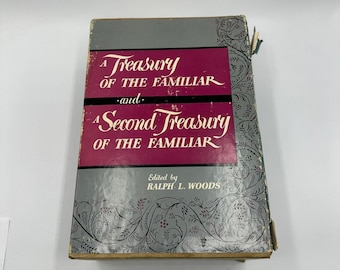 A Treasury
OF THE FAMILIAR
·and·
A Second Treasury
OF THE FAMILIAR
Edited by
RALPH L. WOODS